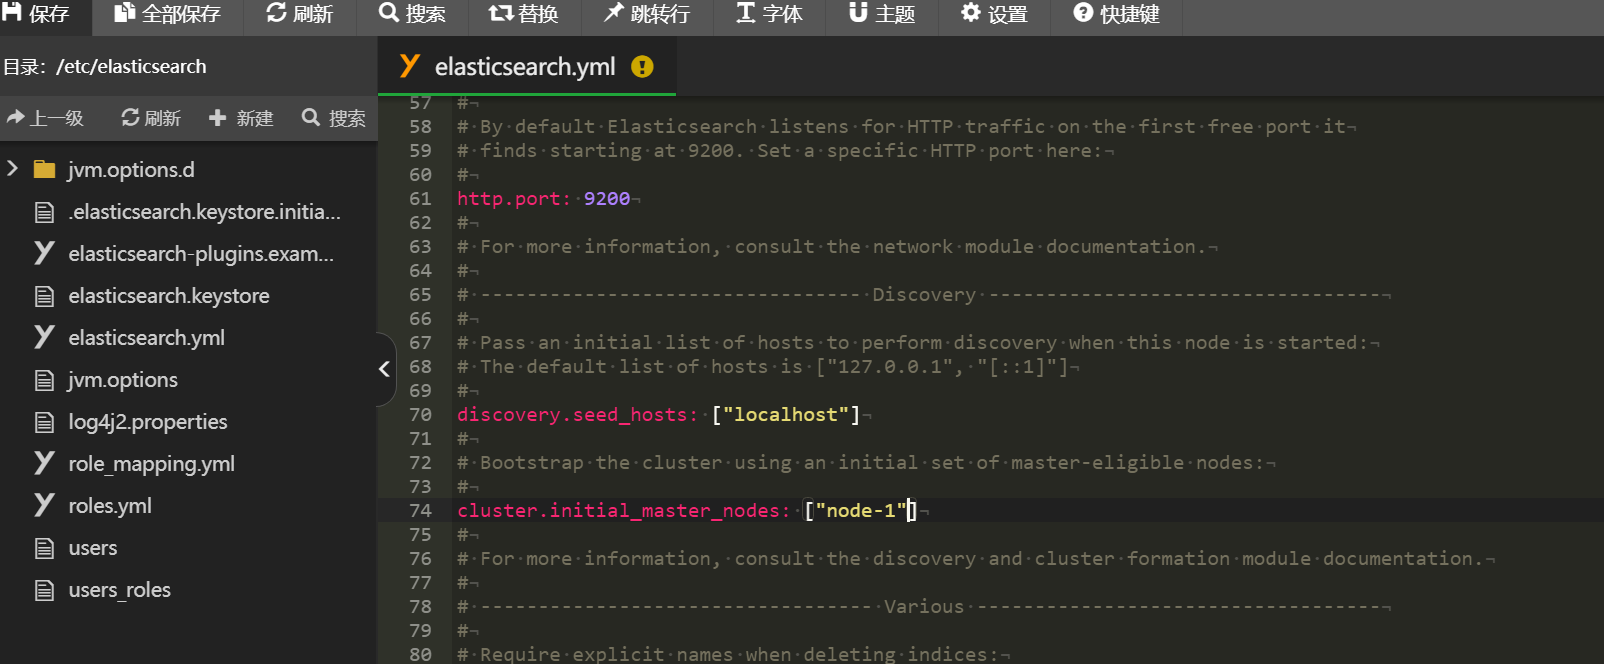 保存 全部保存 刷新 搜索 替换 跳转行 字体 主题 设置 快捷键
目录: /etc/elasticsearch
上一级 刷新 新建 搜索
jvm.options.d
.elasticsearch.keystore.initia...
elasticsearch-plugins.exam...
elasticsearch.keystore
elasticsearch.yml
jvm.options
log4j2.properties
role_mapping.yml
roles.yml
users
users_roles
elasticsearch.yml
57 #
58 # By default Elasticsearch listens for HTTP traffic on the first free port it
59 # finds starting at 9200. Set a specific HTTP port here:
60 #
61 http.port: 9200
62 #
63 # For more information, consult the network module documentation.
64 #
65 # --------------------------------- Discovery ----------------------------------
66 #
67 # Pass an initial list of hosts to perform discovery when this node is started:
68 # The default list of hosts is ["127.0.0.1", "[::1]"]
69 #
70 discovery.seed_hosts: ["localhost"]
71 #
72 # Bootstrap the cluster using an initial set of master-eligible nodes:
73 #
74 cluster.initial_master_nodes: ["node-1"]
75 #
76 # For more information, consult the discovery and cluster formation module documentation.
77 #
78 # ---------------------------------- Various -----------------------------------
79 #
80 # Require explicit names when deleting indices: